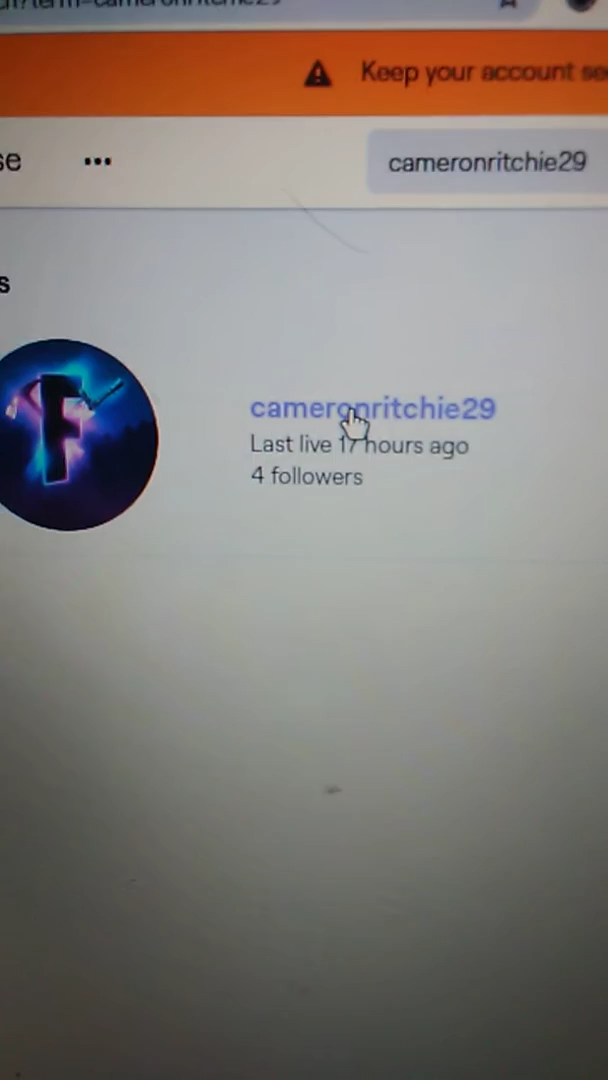 Keep your account se
se
cameronritchie29
s
F
cameronritchie29
Last live 17 hours ago
4 followers